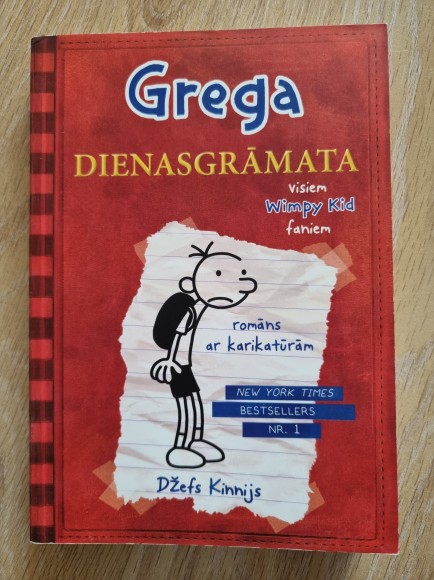 Grega
DIENASGRĀMATA
visiem
Wimpy Kid
faniem
romāns
ar karikatūrām
NEW YORK TIMES
BESTSELLERS
NR. 1
Džefs Kinnijs